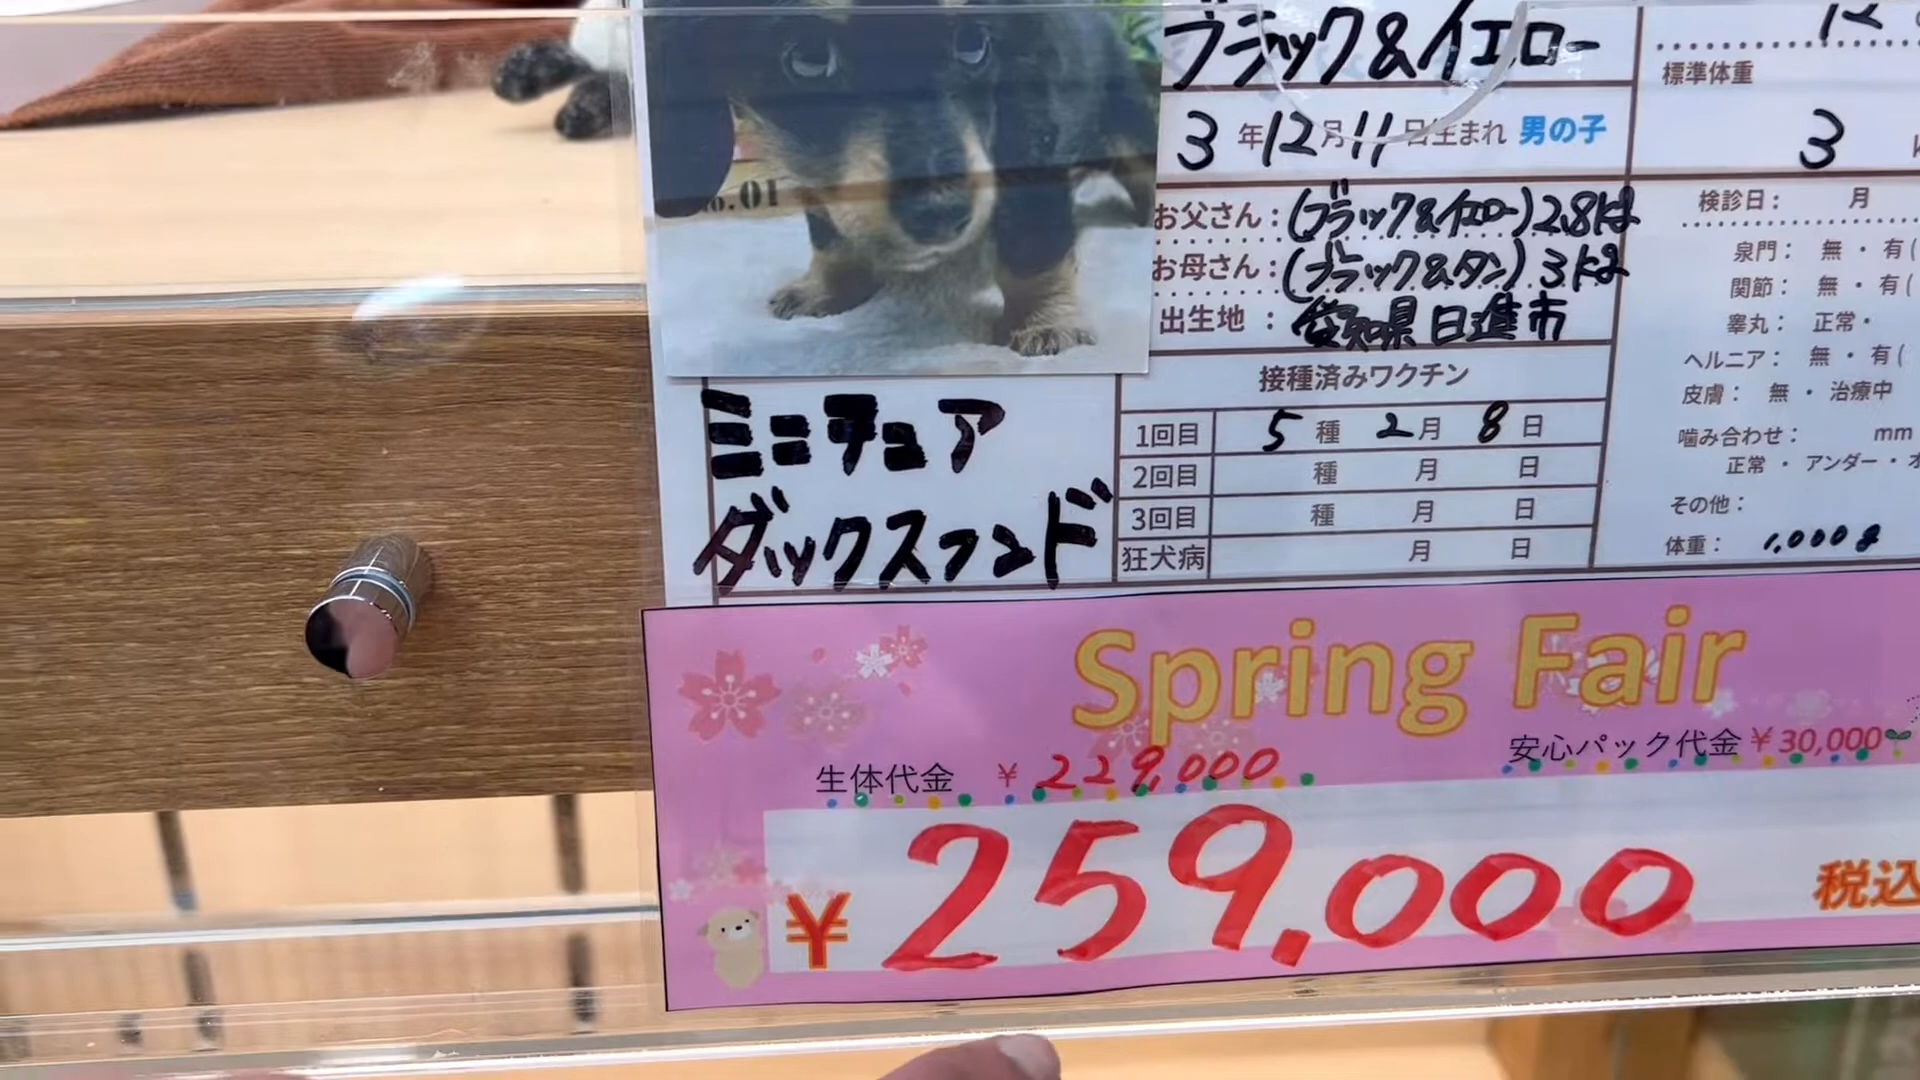 ブラック&イエロー
3年12月11日生まれ 男の子
お父さん:(ブラック&イエロー)2.8kg
お母さん:(ブラック&タン)3kg
出生地:愛知県日進市
No.01
ミニチュア
ダックスフンド
接種済みワクチン
1回目 5種 2月 8日
2回目 種 月 日
3回目 種 月 日
狂犬病 月 日
標準体重
3
検診日: 月
泉門: 無・有(
関節: 無・有(
睾丸: 正常・
ヘルニア: 無・有(
皮膚: 無・治療中
噛み合わせ: mm
正常・アンダー・オ
その他:
体重: 1,000g
Spring Fair
生体代金 ¥229,000
安心パック代金¥30,000
¥259,000
税込